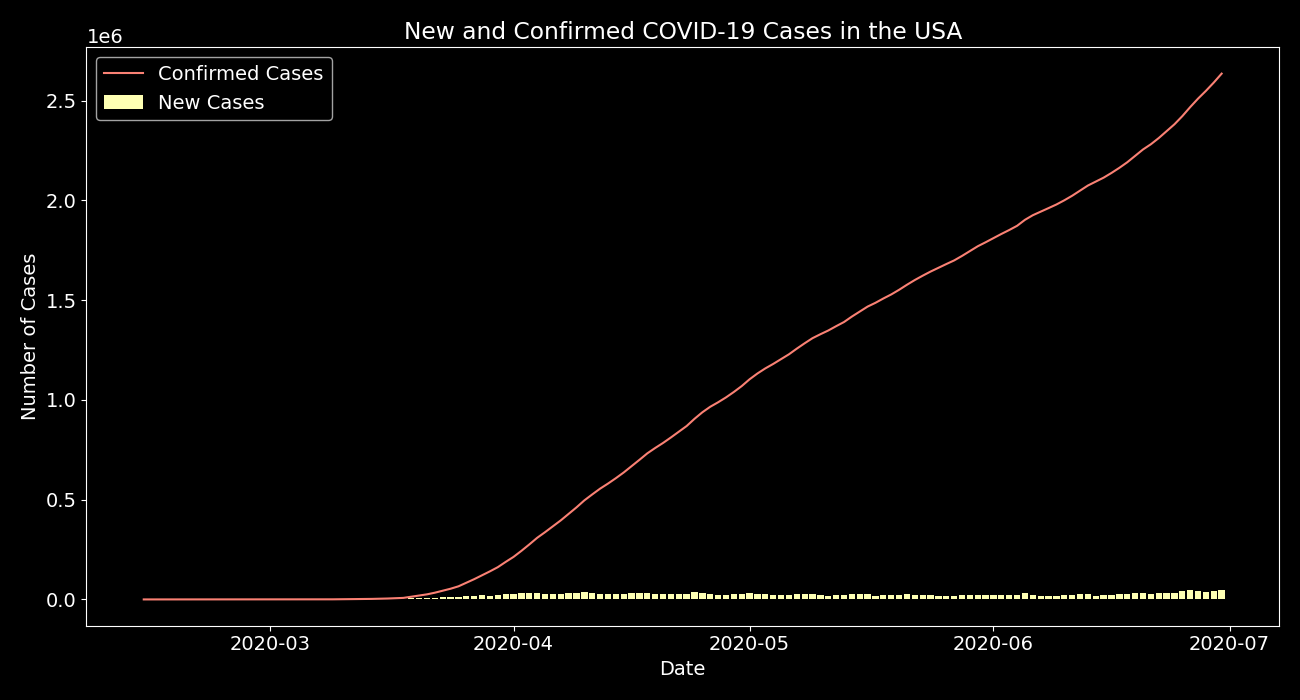 New and Confirmed COVID-19 Cases in the USA
1e6
Confirmed Cases
New Cases
2.5
2.0
1.5
1.0
0.5
0.0
Number of Cases
2020-03 2020-04 2020-05 2020-06 2020-07
Date